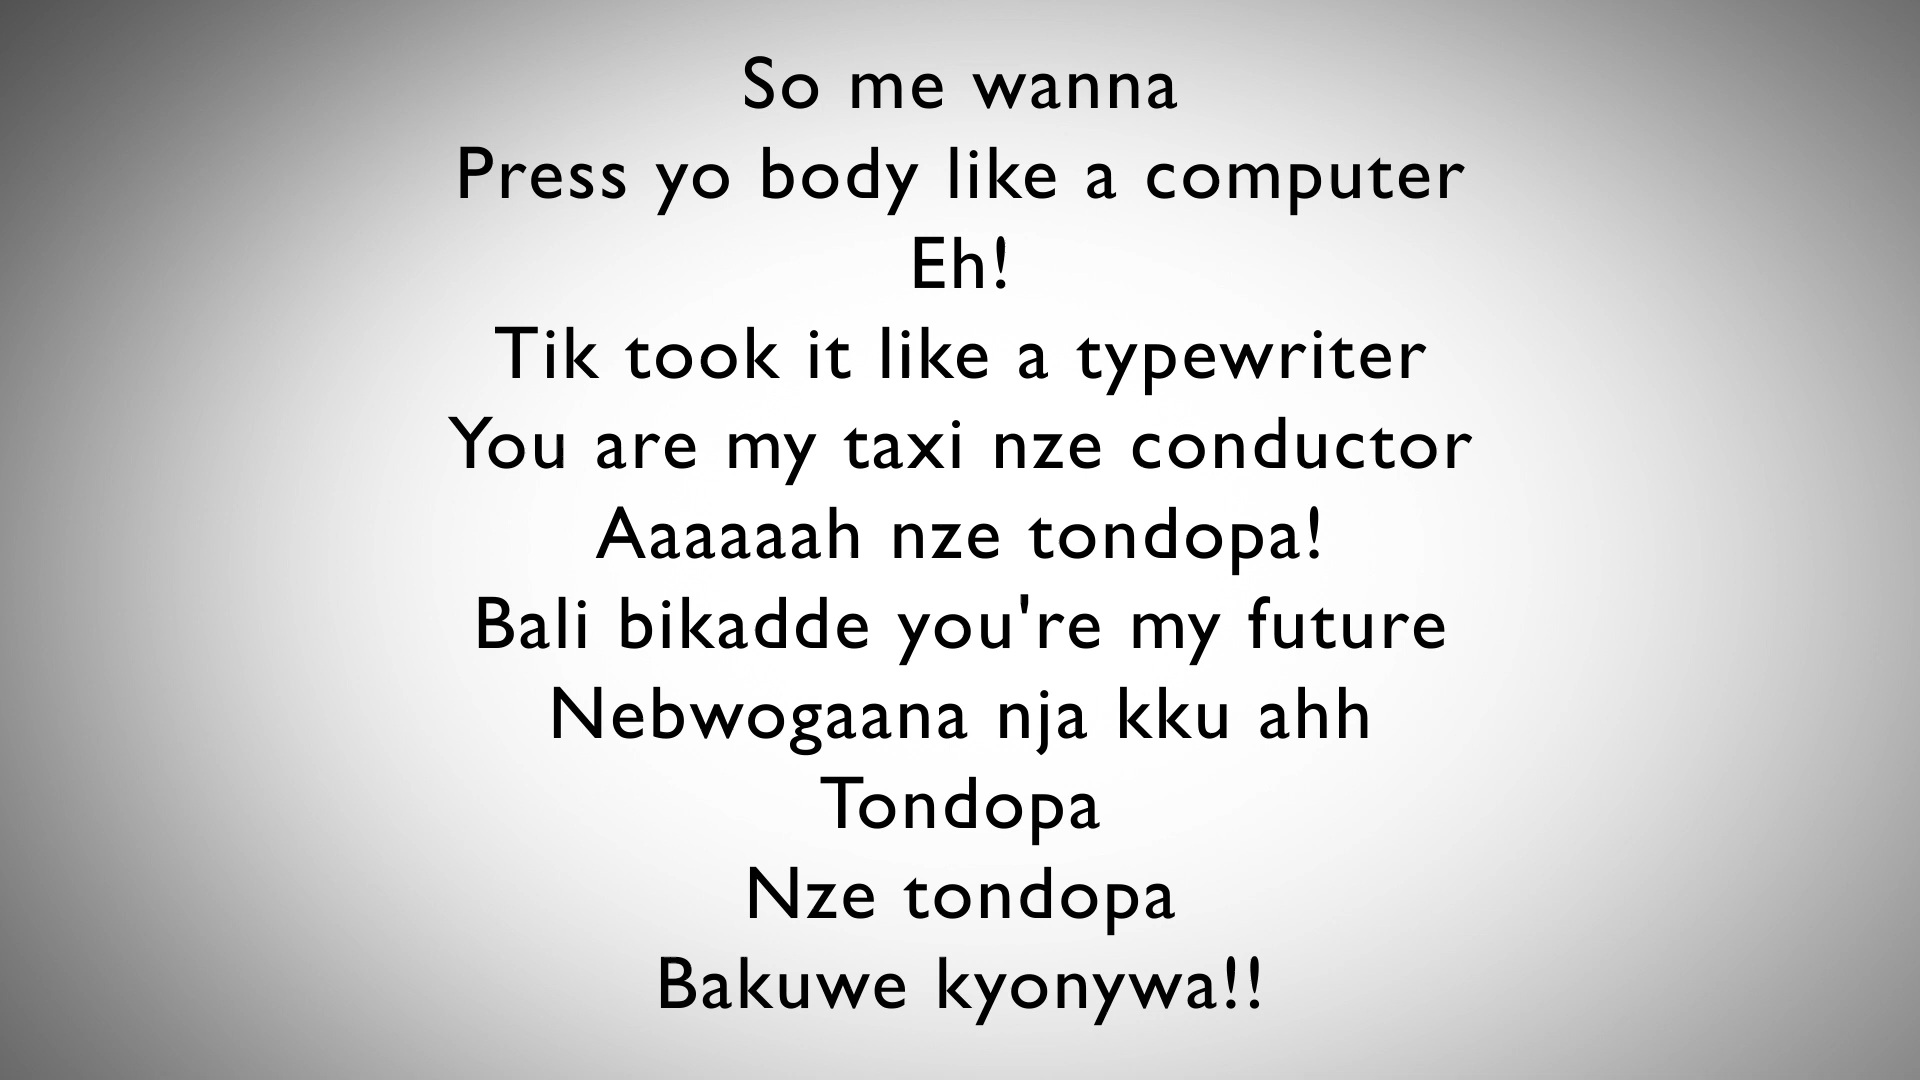 So me wanna
Press yo body like a computer
Eh!
Tik took it like a typewriter
You are my taxi nze conductor
Aaaaaah nze tondopa!
Bali bikadde you're my future
Nebwogaana nja kku ahh
Tondopa
Nze tondopa
Bakuwe kyonywa!!